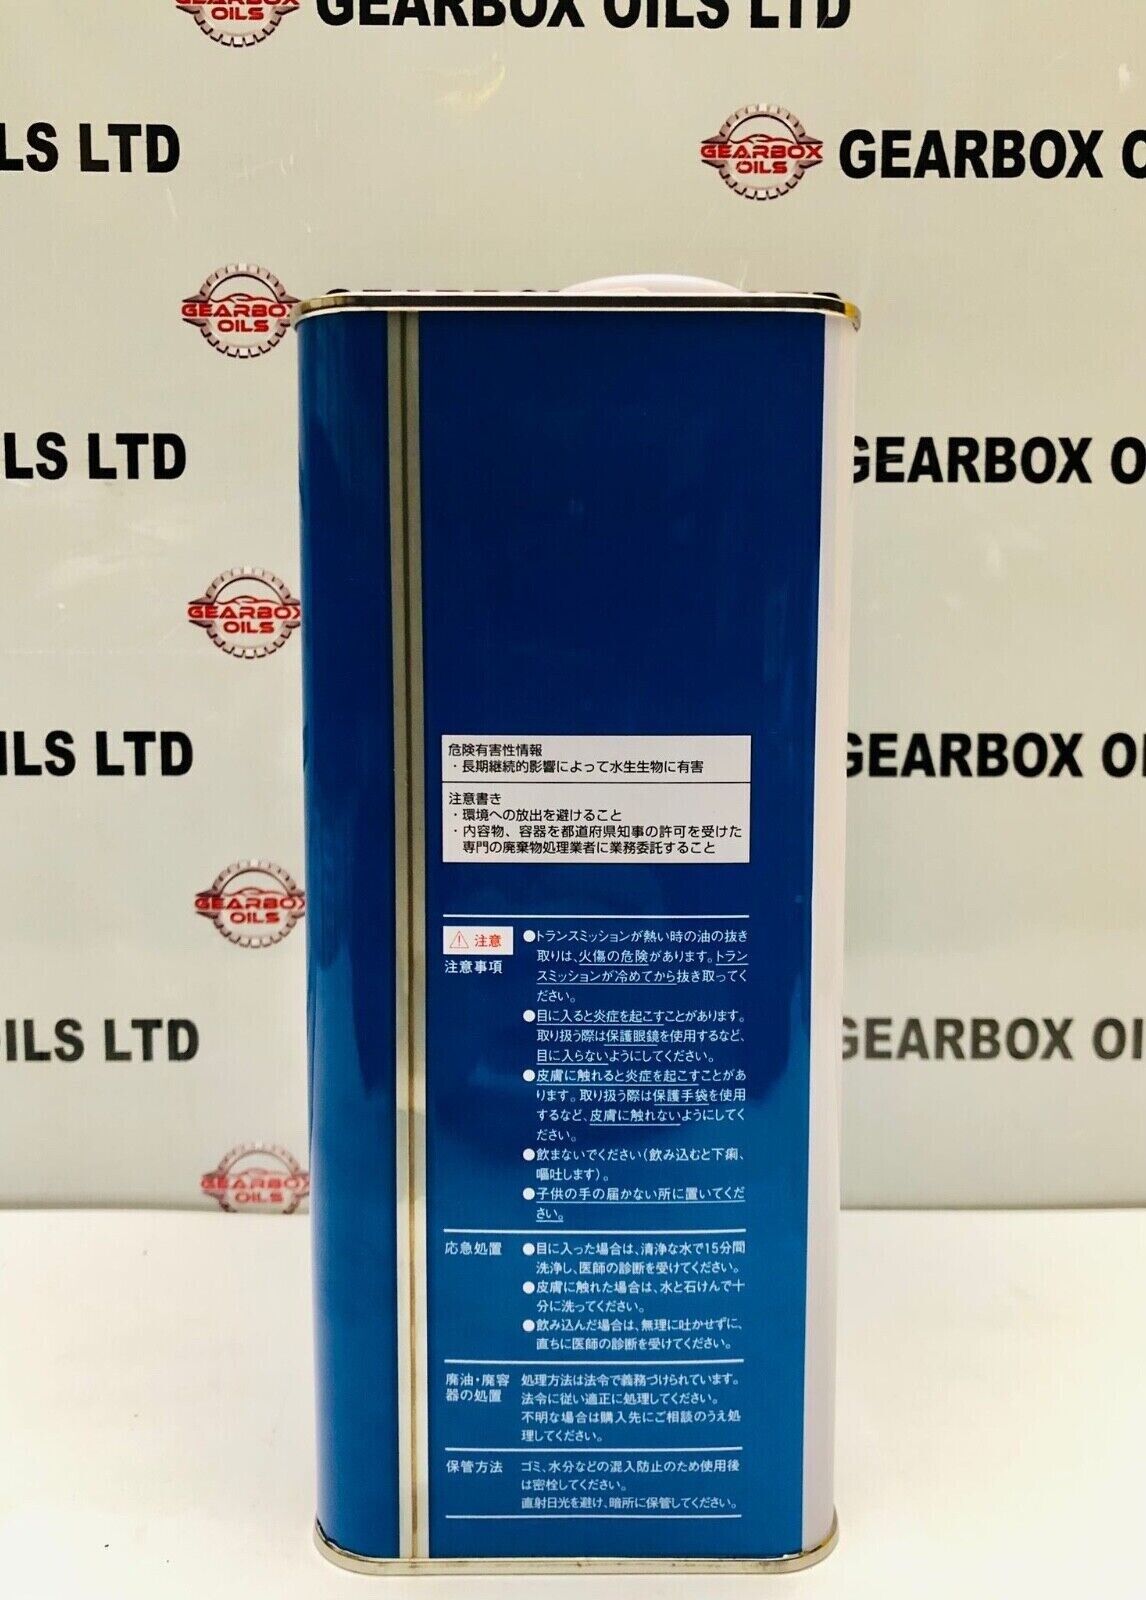 GEARBOX OILS GEARBOX OILS LTD
ILS LTD
GEARBOX OILS GEARBOX O
GEARBOX OILS
LS LTD
GEARBOX O
GEARBOX OILS
ILS LTD
GEARBOX O
GEARBOX OILS
OILS LTD
GEARBOX OI
GEARBOX OILS
危険有害性情報
・長期継続的影響によって水生生物に有害
注意書き
・環境への放出を避けること
・内容物、容器を都道府県知事の許可を受けた
専門の廃棄物処理業者に業務委託すること
注意
注意事項
●トランスミッションが熱い時の油の抜き
取りは、火傷の危険があります。トラン
スミッションが冷めてから抜き取ってく
ださい。
●目に入ると炎症を起こすことがあります。
取り扱う際は保護眼鏡を使用するなど、
目に入らないようにしてください。
●皮膚に触れると炎症を起こすことがあ
ります。取り扱う際は保護手袋を使用
するなど、皮膚に触れないようにしてく
ださい。
●飲まないでください（飲み込むと下痢、
嘔吐します）。
●子供の手の届かない所に置いてくだ
さい。
応急処置
●目に入った場合は、清浄な水で15分間
洗浄し、医師の診断を受けてください。
●皮膚に触れた場合は、水と石けんで十
分に洗ってください。
●飲み込んだ場合は、無理に吐かせずに、
直ちに医師の診断を受けてください。
廃油・廃容
器の処置
処理方法は法令で義務づけられています。
法令に従い適正に処理してください。
不明な場合は購入先にご相談のうえ処
理してください。
保管方法
ゴミ、水分などの混入防止のため使用後
は密栓してください。
直射日光を避け、暗所に保管してください。